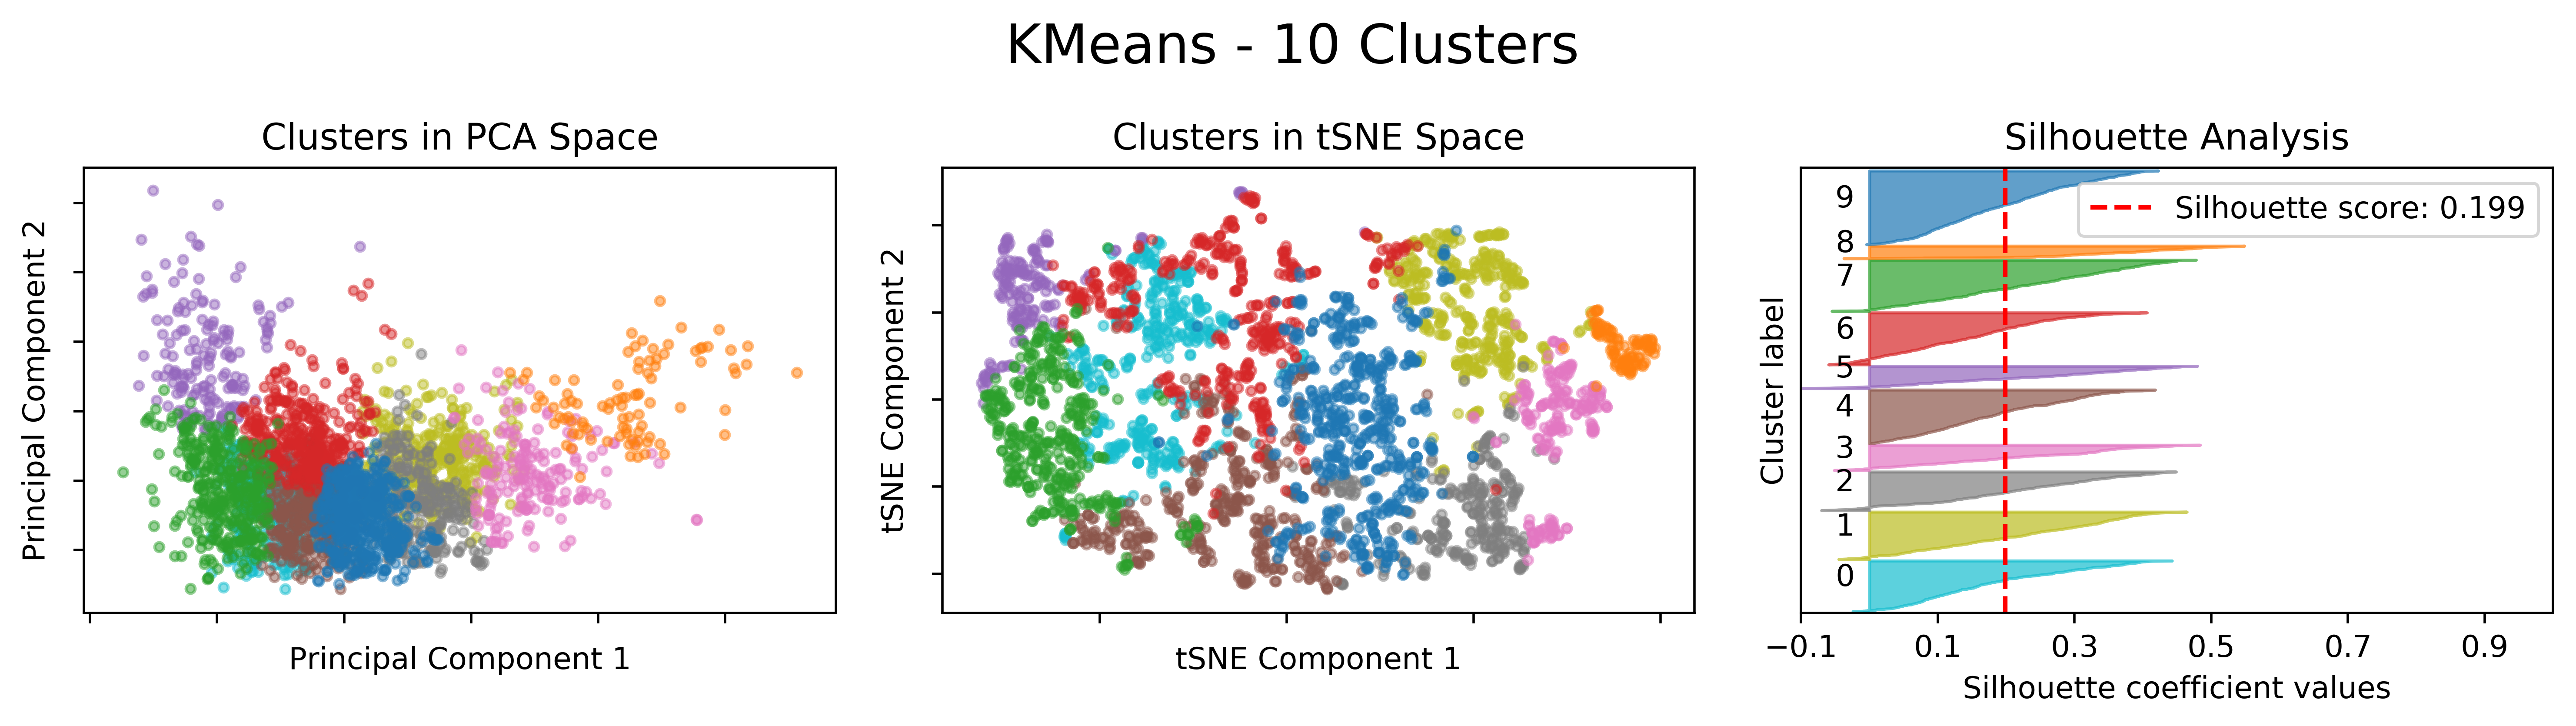 KMeans - 10 Clusters
Clusters in PCA Space
Principal Component 2
Principal Component 1
Clusters in tSNE Space
tSNE Component 2
tSNE Component 1
Silhouette Analysis
Silhouette score: 0.199
Cluster label
9
8
7
6
5
4
3
2
1
0
−0.1 0.1 0.3 0.5 0.7 0.9
Silhouette coefficient values